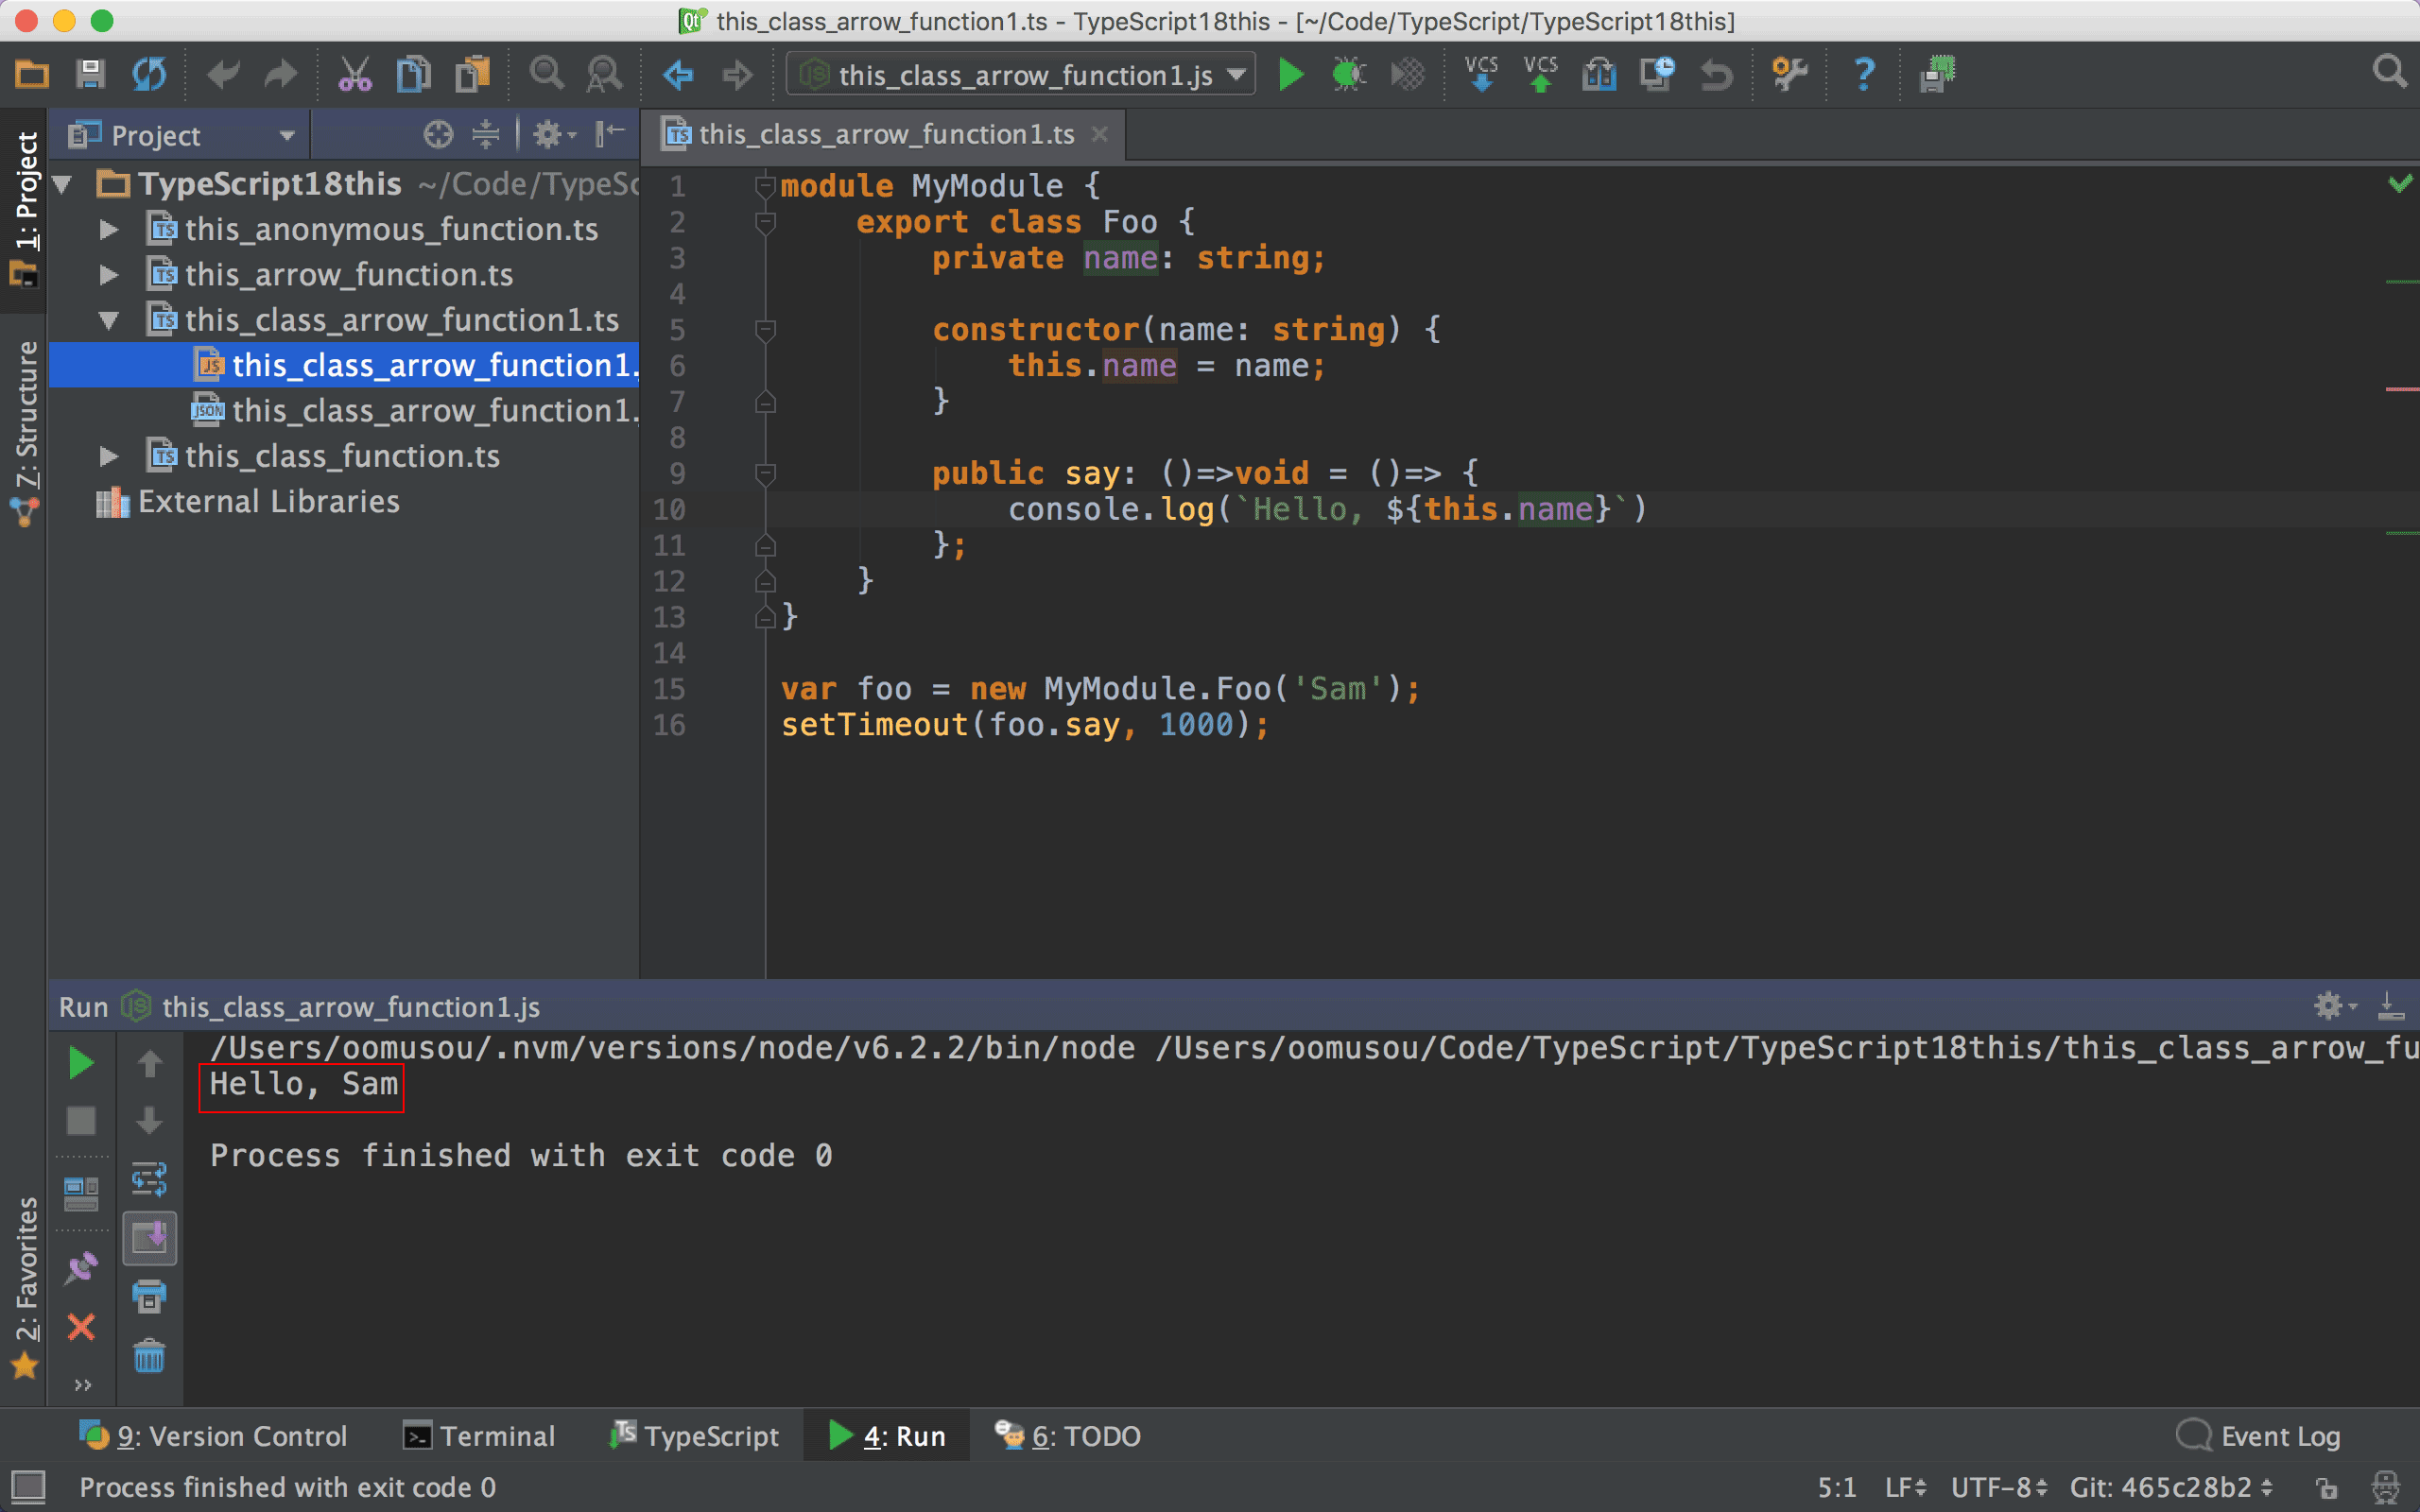 this_class_arrow_function1.ts - TypeScript18this - [~/Code/TypeScript/TypeScript18this]
this_class_arrow_function1.js
VCS
VCS
1: Project
7: Structure
2: Favorites
Project
TypeScript18this ~/Code/TypeSc
this_anonymous_function.ts
this_arrow_function.ts
this_class_arrow_function1.ts
this_class_arrow_function1.
this_class_arrow_function1.
this_class_function.ts
External Libraries
this_class_arrow_function1.ts
1 module MyModule {
2     export class Foo {
3         private name: string;
4
5         constructor(name: string) {
6             this.name = name;
7         }
8
9         public say: ()=>void = ()=> {
10             console.log(`Hello, ${this.name}`)
11         };
12     }
13 }
14
15 var foo = new MyModule.Foo('Sam');
16 setTimeout(foo.say, 1000);
Run this_class_arrow_function1.js
/Users/oomusou/.nvm/versions/node/v6.2.2/bin/node /Users/oomusou/Code/TypeScript/TypeScript18this/this_class_arrow_fu
Hello, Sam
Process finished with exit code 0
9: Version Control Terminal TypeScript 4: Run 6: TODO Event Log
Process finished with exit code 0 5:1 LF UTF-8 Git: 465c28b2